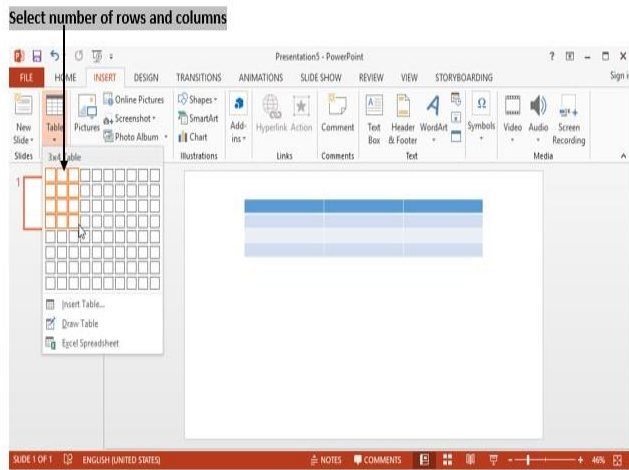 Select number of rows and columns
Presentation5 - PowerPoint
FILE HOME INSERT DESIGN TRANSITIONS ANIMATIONS SLIDE SHOW REVIEW VIEW STORYBOARDING Sign i
New Slide
Table
Pictures
Online Pictures
Screenshot
Photo Album
Shapes
SmartArt
Chart
Add-ins
Hyperlink
Action
Comment
Text Box
Header & Footer
WordArt
Symbols
Video
Audio
Screen Recording
Slides
Illustrations
Links
Comments
Text
Media
3x4 Table
1
Insert Table...
Draw Table
Excel Spreadsheet
SLIDE 1 OF 1 ENGLISH (UNITED STATES) NOTES COMMENTS 46%